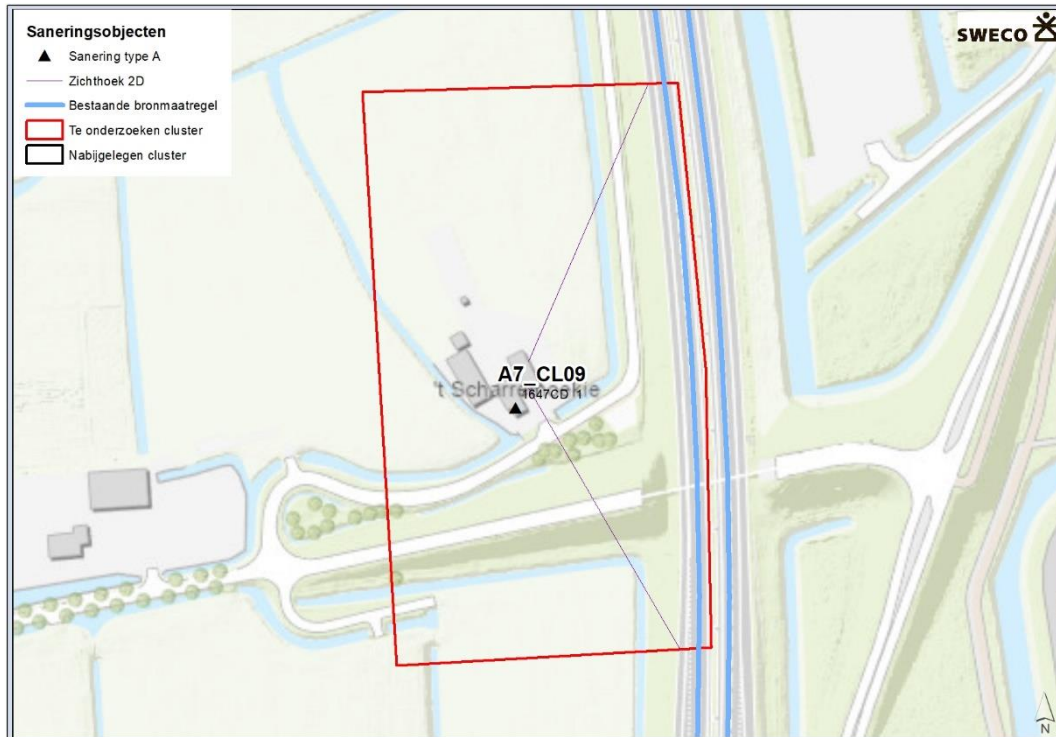 Saneringsobjecten
Sanering type A
Zichthoek 2D
Bestaande bronmaatregel
Te onderzoeken cluster
Nabijgelegen cluster
SWECO
A7_CL09
't
1647CD 1
N